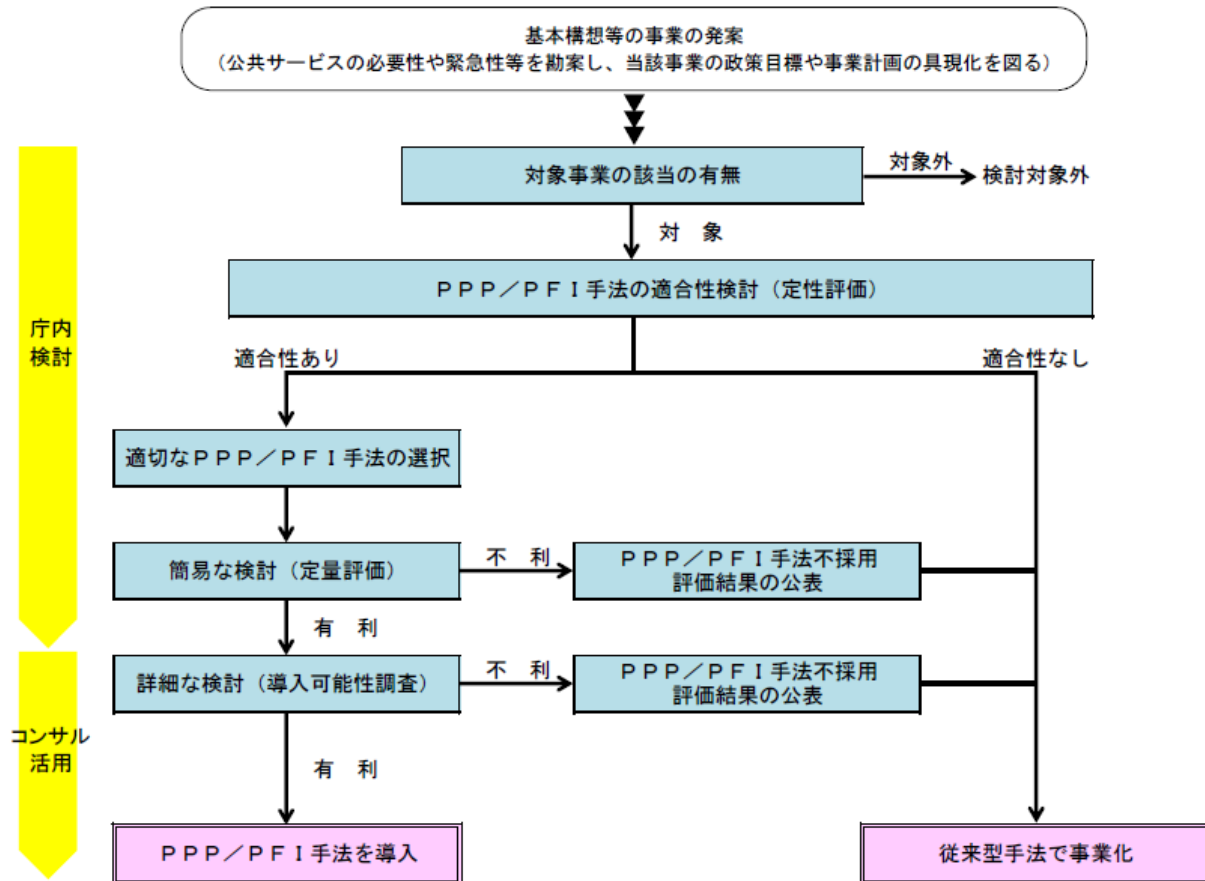 基本構想等の事業の発案
（公共サービスの必要性や緊急性等を勘案し、当該事業の政策目標や事業計画の具現化を図る）
対象事業の該当の有無
対象外
検討対象外
対　象
ＰＰＰ／ＰＦＩ手法の適合性検討（定性評価）
庁内
検討
適合性あり
適合性なし
適切なＰＰＰ／ＰＦＩ手法の選択
簡易な検討（定量評価）
不　利
ＰＰＰ／ＰＦＩ手法不採用
評価結果の公表
有　利
詳細な検討（導入可能性調査）
不　利
ＰＰＰ／ＰＦＩ手法不採用
評価結果の公表
コンサル
活用
有　利
ＰＰＰ／ＰＦＩ手法を導入
従来型手法で事業化